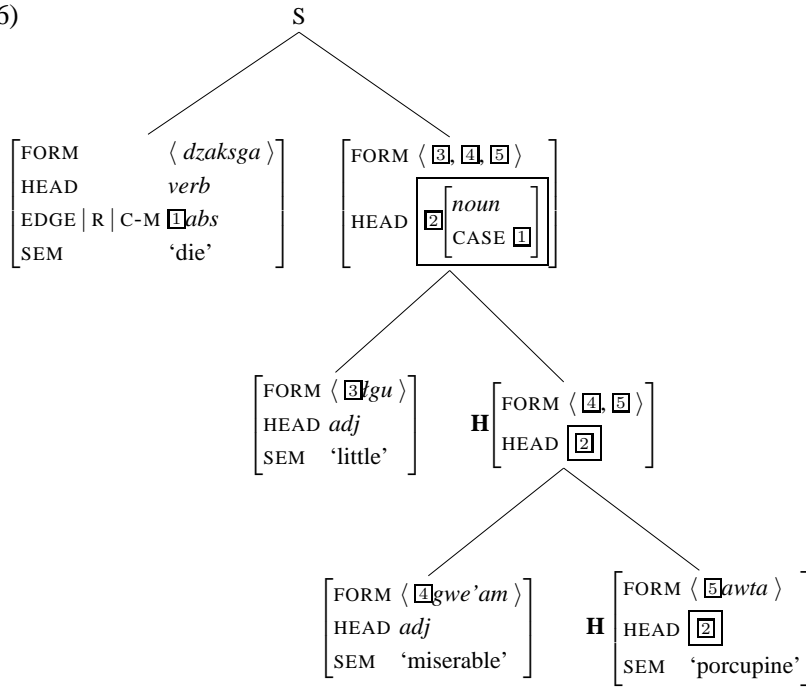 6)
S
FORM ⟨ dzaksga ⟩
HEAD verb
EDGE | R | C-M 1 abs
SEM ‘die’
FORM ⟨ 3, 4, 5 ⟩
HEAD 2 noun
CASE 1
FORM ⟨ 3 łgu ⟩
HEAD adj
SEM ‘little’
H FORM ⟨ 4, 5 ⟩
HEAD 2
FORM ⟨ 4 gwe’am ⟩
HEAD adj
SEM ‘miserable’
H FORM ⟨ 5 awta ⟩
HEAD 2
SEM ‘porcupine’